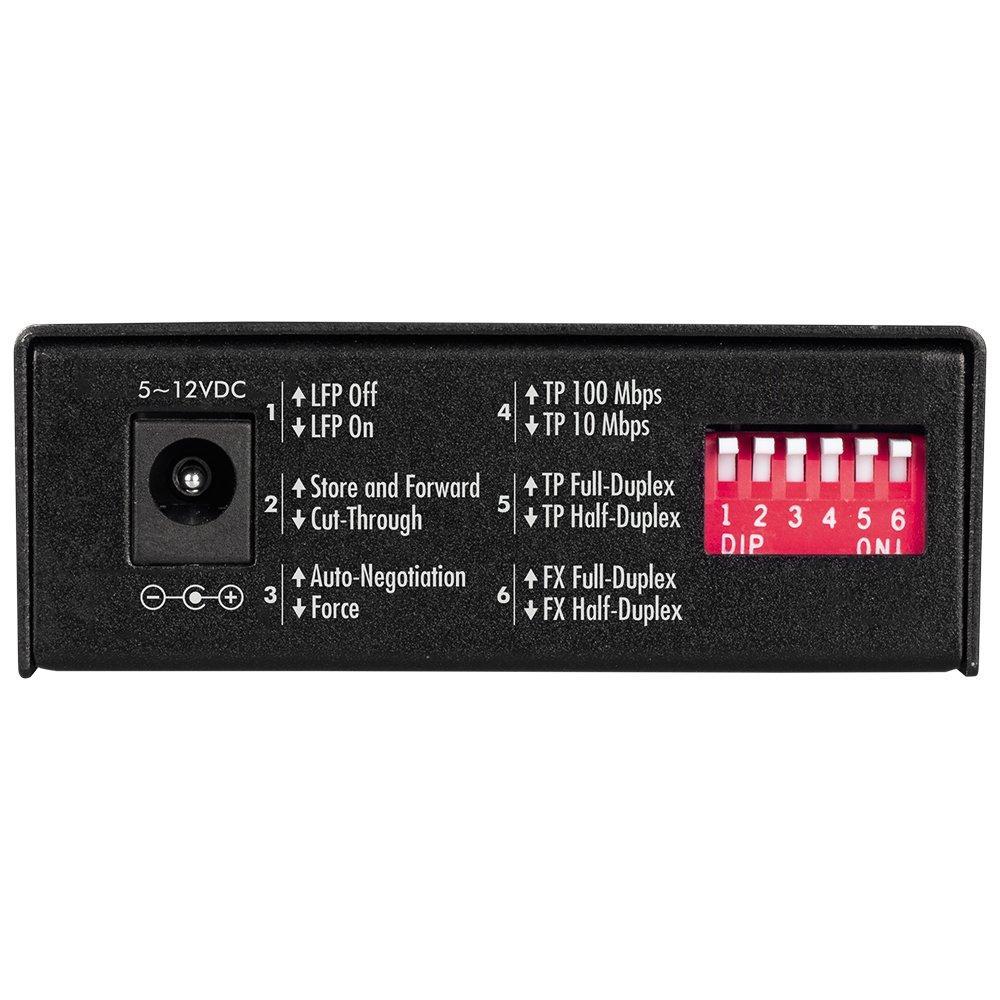 5~12VDC
1
↑ LFP Off
↓ LFP On
2
↑ Store and Forward
↓ Cut-Through
3
↑ Auto-Negotiation
↓ Force
4
↑ TP 100 Mbps
↓ TP 10 Mbps
5
↑ TP Full-Duplex
↓ TP Half-Duplex
6
↑ FX Full-Duplex
↓ FX Half-Duplex
1 2 3 4 5 6
DIP ON↓